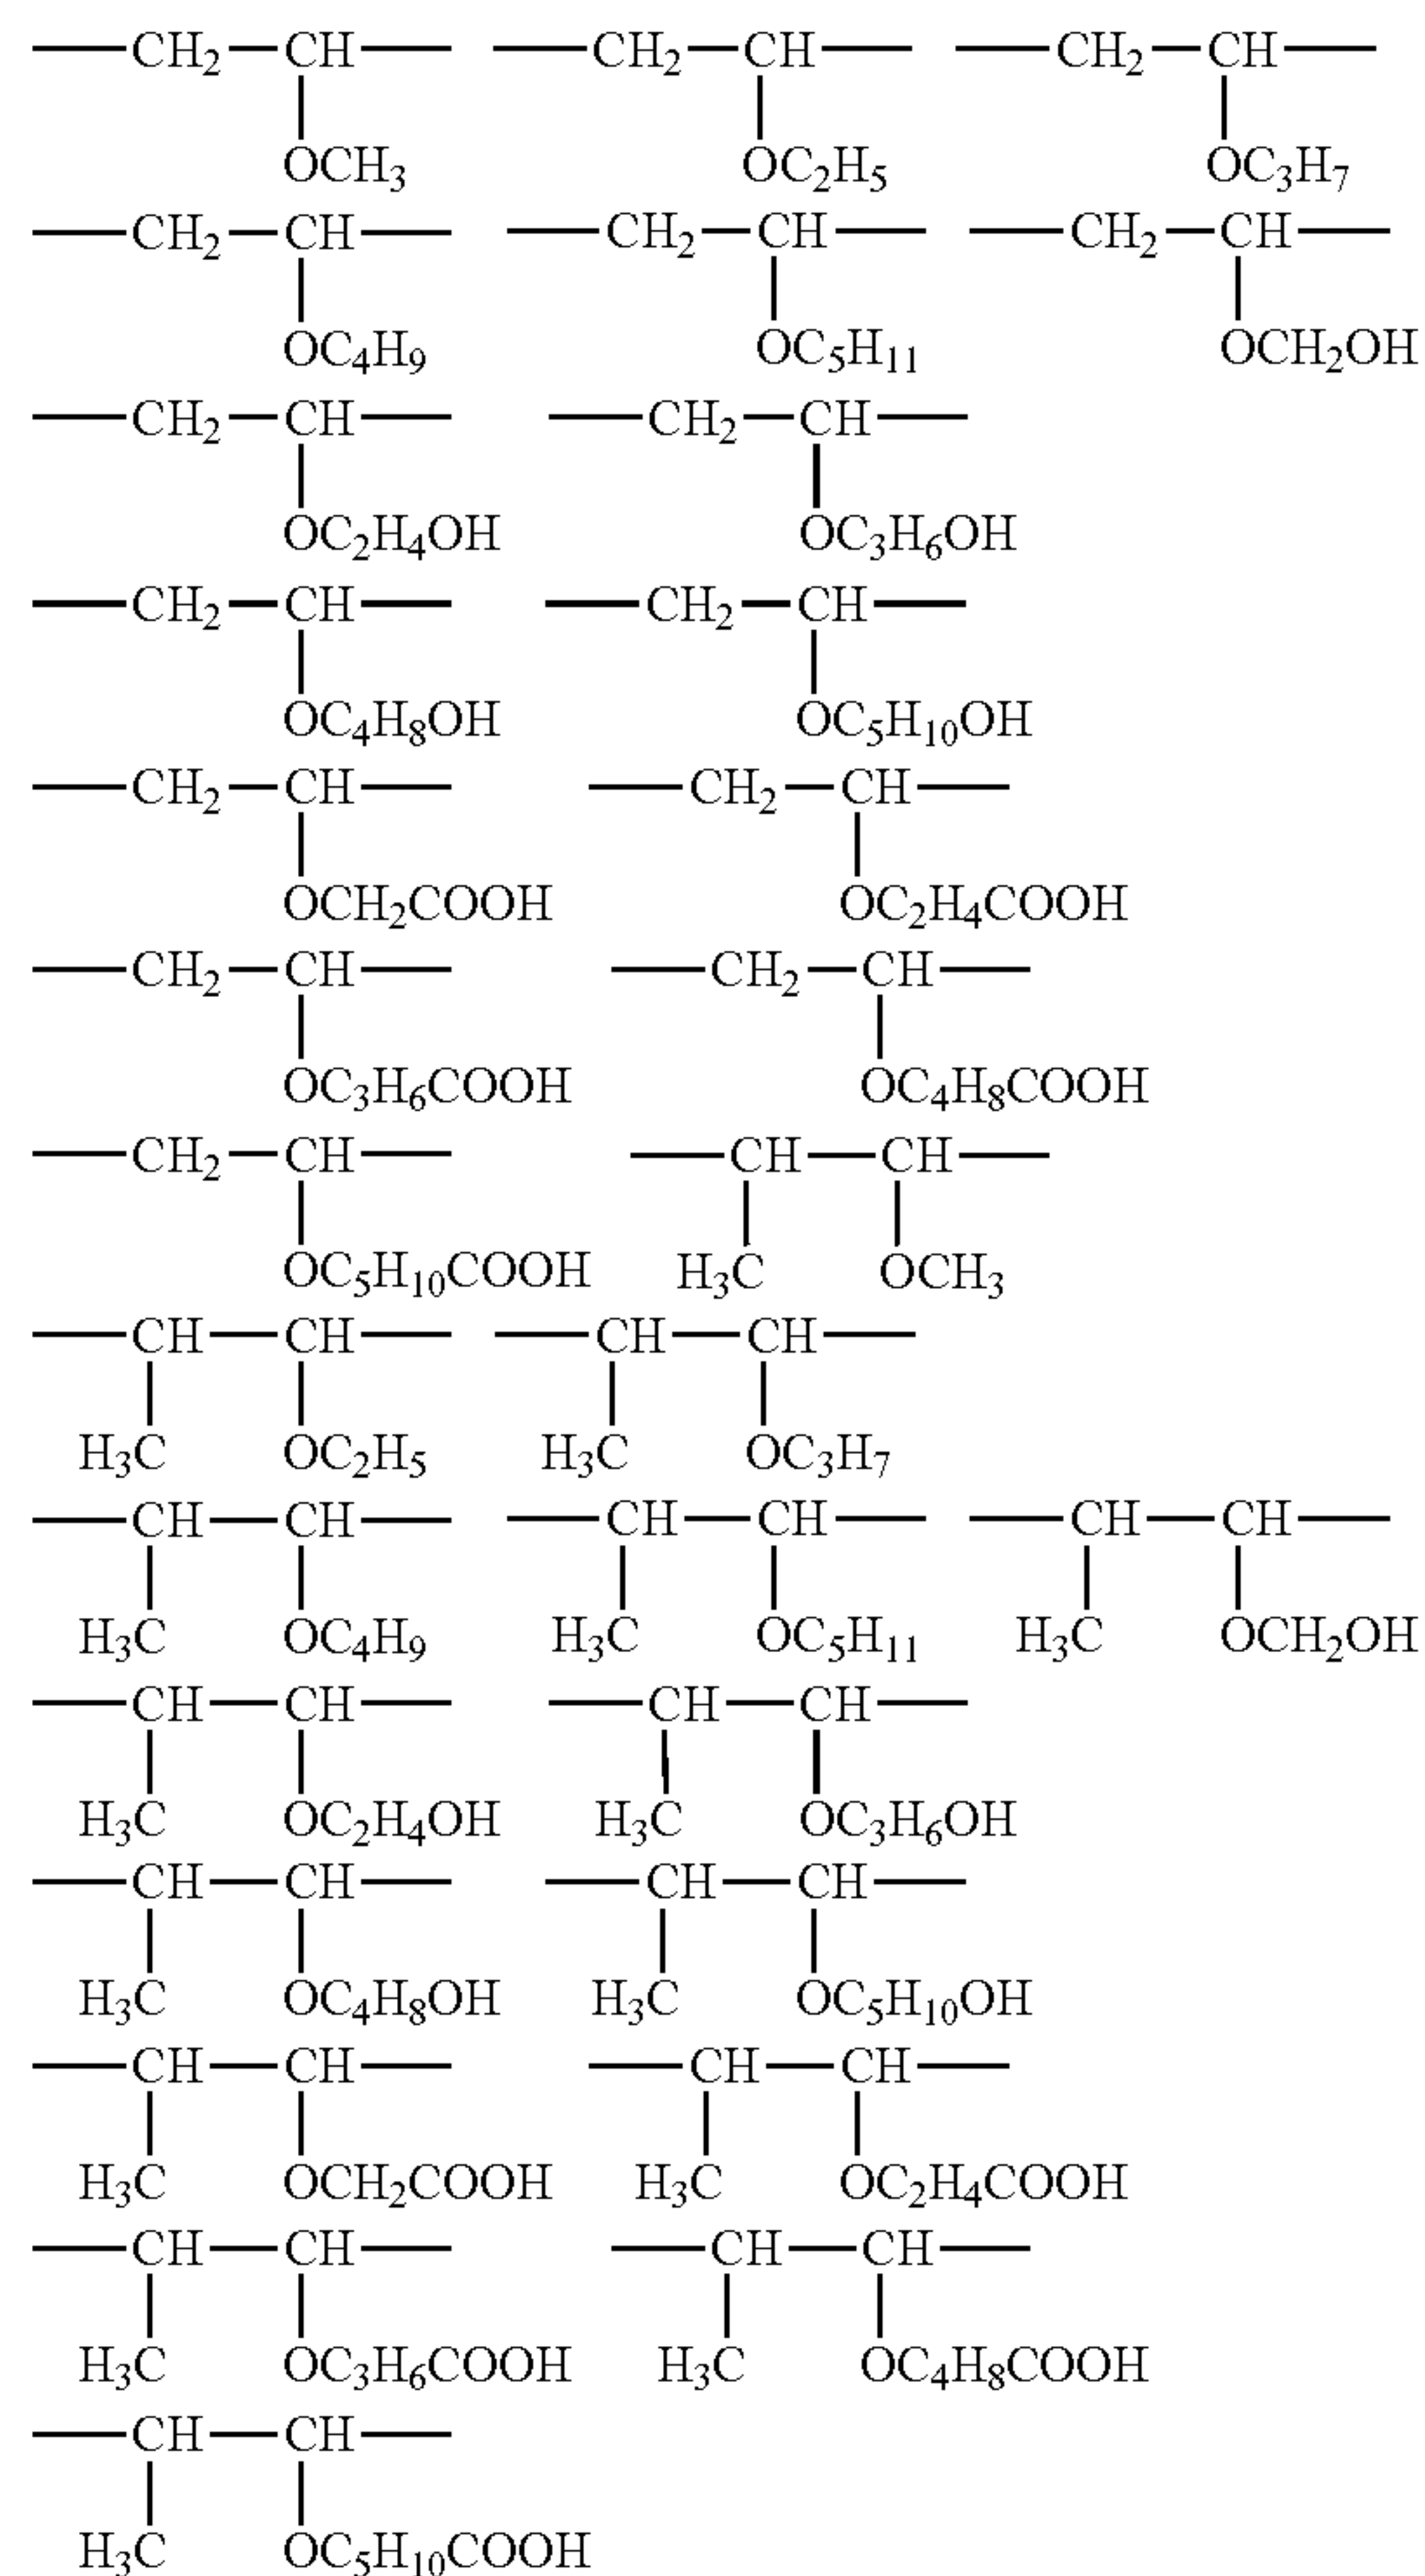 CH2 CH CH2 CH CH2 CH
OCH3 OC2H5 OC3H7
CH2 CH CH2 CH CH2 CH
OC4H9 OC5H11 OCH2OH
CH2 CH CH2 CH
OC2H4OH OC3H6OH
CH2 CH CH2 CH
OC4H8OH OC5H10OH
CH2 CH CH2 CH
OCH2COOH OC2H4COOH
CH2 CH CH2 CH
OC3H6COOH OC4H8COOH
CH2 CH CH CH
OC5H10COOH H3C OCH3
CH CH CH CH
H3C OC2H5 H3C OC3H7
CH CH CH CH CH CH
H3C OC4H9 H3C OC5H11 H3C OCH2OH
CH CH CH CH
H3C OC2H4OH H3C OC3H6OH
CH CH CH CH
H3C OC4H8OH H3C OC5H10OH
CH CH CH CH
H3C OCH2COOH H3C OC2H4COOH
CH CH CH CH
H3C OC3H6COOH H3C OC4H8COOH
CH CH
H3C OC5H10COOH